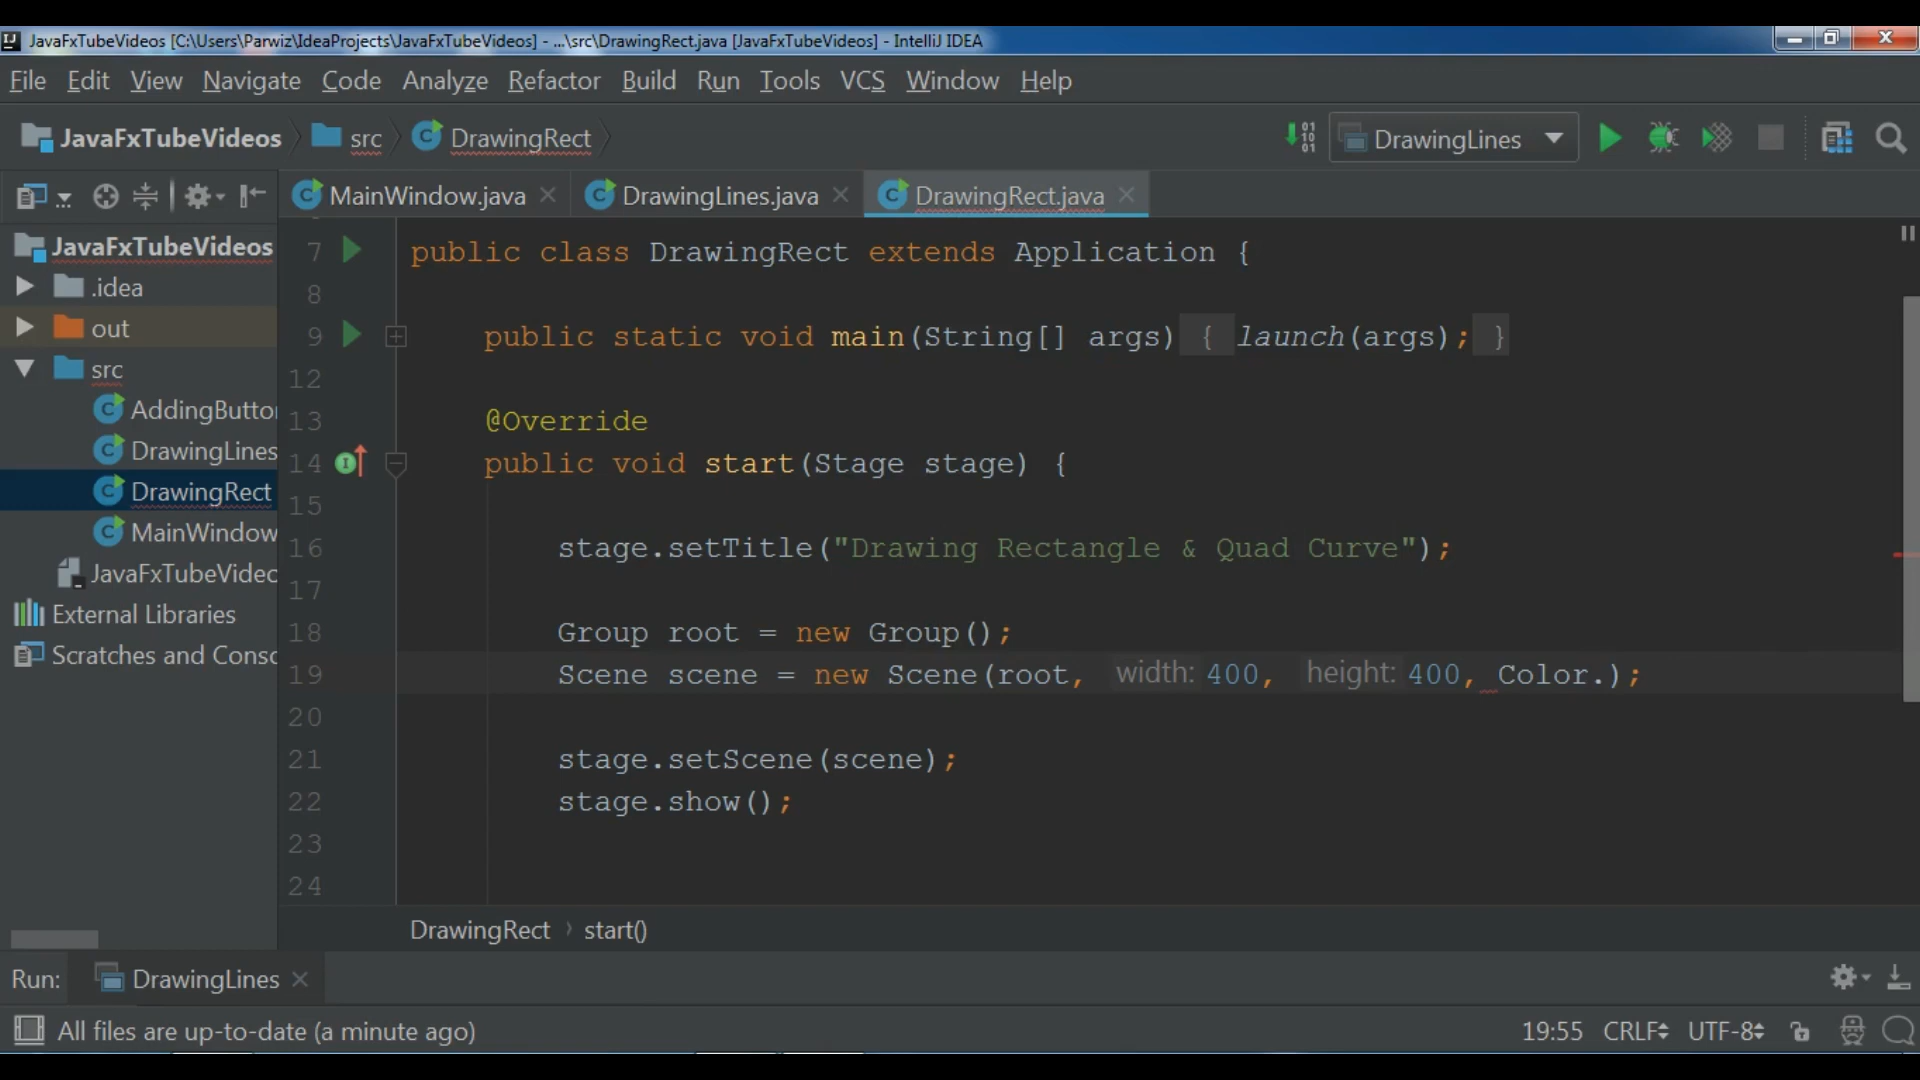 JavaFxTubeVideos [C:\Users\Parwiz\IdeaProjects\JavaFxTubeVideos] - ...\src\DrawingRect.java [JavaFxTubeVideos] - IntelliJ IDEA
File Edit View Navigate Code Analyze Refactor Build Run Tools VCS Window Help
JavaFxTubeVideos src DrawingRect DrawingLines
MainWindow.java DrawingLines.java DrawingRect.java
JavaFxTubeVideos
.idea
out
src
AddingButto
DrawingLines
DrawingRect
MainWindow
JavaFxTubeVideo
External Libraries
Scratches and Conso
7 public class DrawingRect extends Application {
8
9 public static void main(String[] args) { launch(args); }
12
13 @Override
14 public void start(Stage stage) {
15
16 stage.setTitle("Drawing Rectangle & Quad Curve");
17
18 Group root = new Group();
19 Scene scene = new Scene(root, width: 400, height: 400, Color.);
20
21 stage.setScene(scene);
22 stage.show();
23
24
DrawingRect › start()
Run: DrawingLines
All files are up-to-date (a minute ago) 19:55 CRLF UTF-8